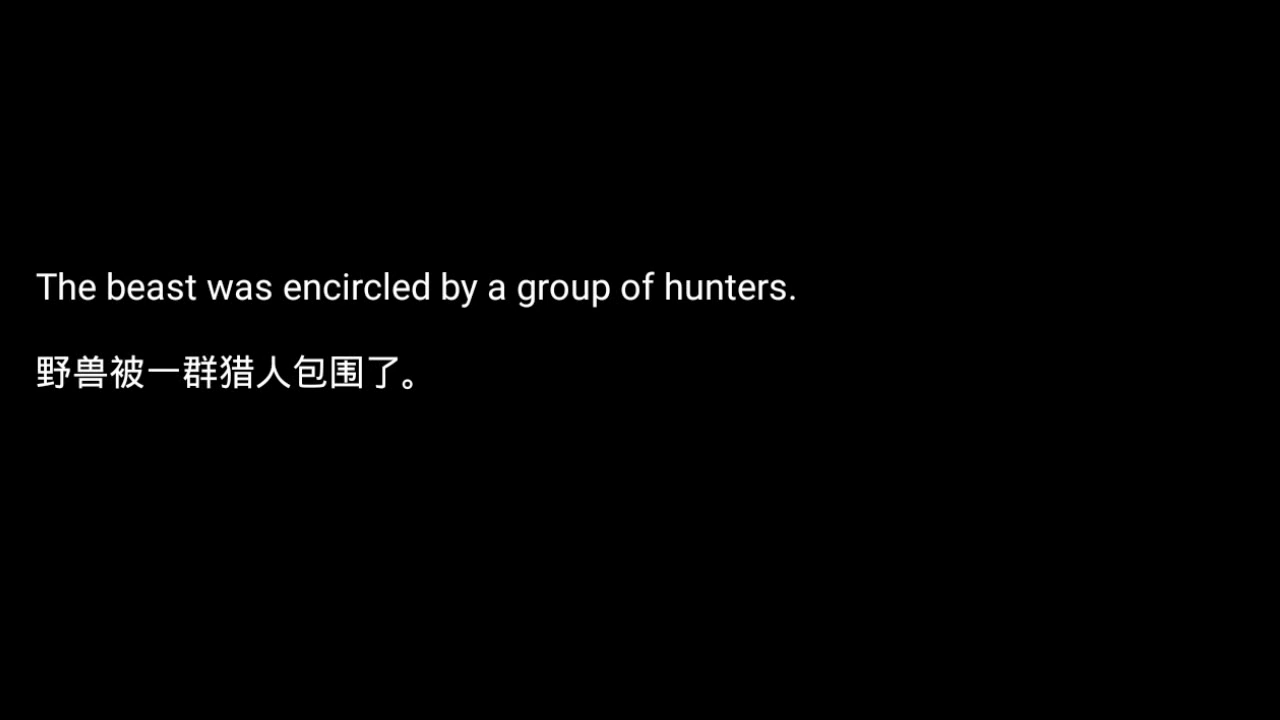 The beast was encircled by a group of hunters.
野兽被一群猎人包围了。